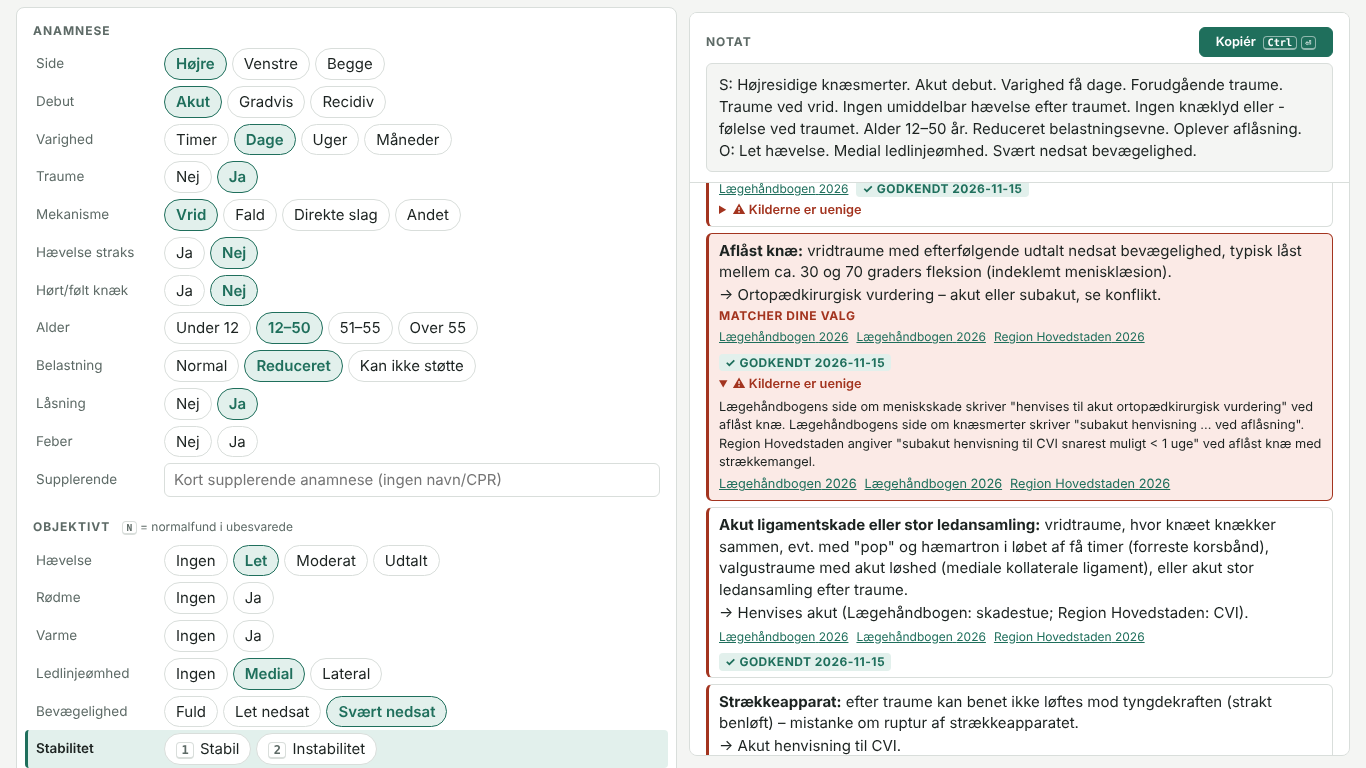 ANAMNESE
Side Højre Venstre Begge
Debut Akut Gradvis Recidiv
Varighed Timer Dage Uger Måneder
Traume Nej Ja
Mekanisme Vrid Fald Direkte slag Andet
Hævelse straks Ja Nej
Hørt/følt knæk Ja Nej
Alder Under 12 12–50 51–55 Over 55
Belastning Normal Reduceret Kan ikke støtte
Låsning Nej Ja
Feber Nej Ja
Supplerende Kort supplerende anamnese (ingen navn/CPR)
OBJEKTIVT N = normalfund i ubesvarede
Hævelse Ingen Let Moderat Udtalt
Rødme Ingen Ja
Varme Ingen Ja
Ledlinjeømhed Ingen Medial Lateral
Bevægelighed Fuld Let nedsat Svært nedsat
Stabilitet 1 Stabil 2 Instabilitet
NOTAT
Kopiér Ctrl ⏎
S: Højresidige knæsmerter. Akut debut. Varighed få dage. Forudgående traume.
Traume ved vrid. Ingen umiddelbar hævelse efter traumet. Ingen knæklyd eller -
følelse ved traumet. Alder 12–50 år. Reduceret belastningsevne. Oplever aflåsning.
O: Let hævelse. Medial ledlinjeømhed. Svært nedsat bevægelighed.
Lægehåndbogen 2026 ✓ GODKENDT 2026-11-15
▶ ⚠ Kilderne er uenige
Aflåst knæ: vridtraume med efterfølgende udtalt nedsat bevægelighed, typisk låst
mellem ca. 30 og 70 graders fleksion (indeklemt menisklæsion).
→ Ortopædkirurgisk vurdering – akut eller subakut, se konflikt.
MATCHER DINE VALG
Lægehåndbogen 2026 Lægehåndbogen 2026 Region Hovedstaden 2026
✓ GODKENDT 2026-11-15
▼ ⚠ Kilderne er uenige
Lægehåndbogens side om meniskskade skriver "henvises til akut ortopædkirurgisk vurdering" ved
aflåst knæ. Lægehåndbogens side om knæsmerter skriver "subakut henvisning … ved aflåsning".
Region Hovedstaden angiver "subakut henvisning til CVI snarest muligt < 1 uge" ved aflåst knæ med
strækkemangel.
Lægehåndbogen 2026 Lægehåndbogen 2026 Region Hovedstaden 2026
Akut ligamentskade eller stor ledansamling: vridtraume, hvor knæet knækker
sammen, evt. med "pop" og hæmartron i løbet af få timer (forreste korsbånd),
valgustraume med akut løshed (mediale kollaterale ligament), eller akut stor
ledansamling efter traume.
→ Henvises akut (Lægehåndbogen: skadestue; Region Hovedstaden: CVI).
Lægehåndbogen 2026 Lægehåndbogen 2026 Region Hovedstaden 2026
✓ GODKENDT 2026-11-15
Strækkeapparat: efter traume kan benet ikke løftes mod tyngdekraften (strakt
benløft) – mistanke om ruptur af strækkeapparatet.
→ Akut henvisning til CVI.